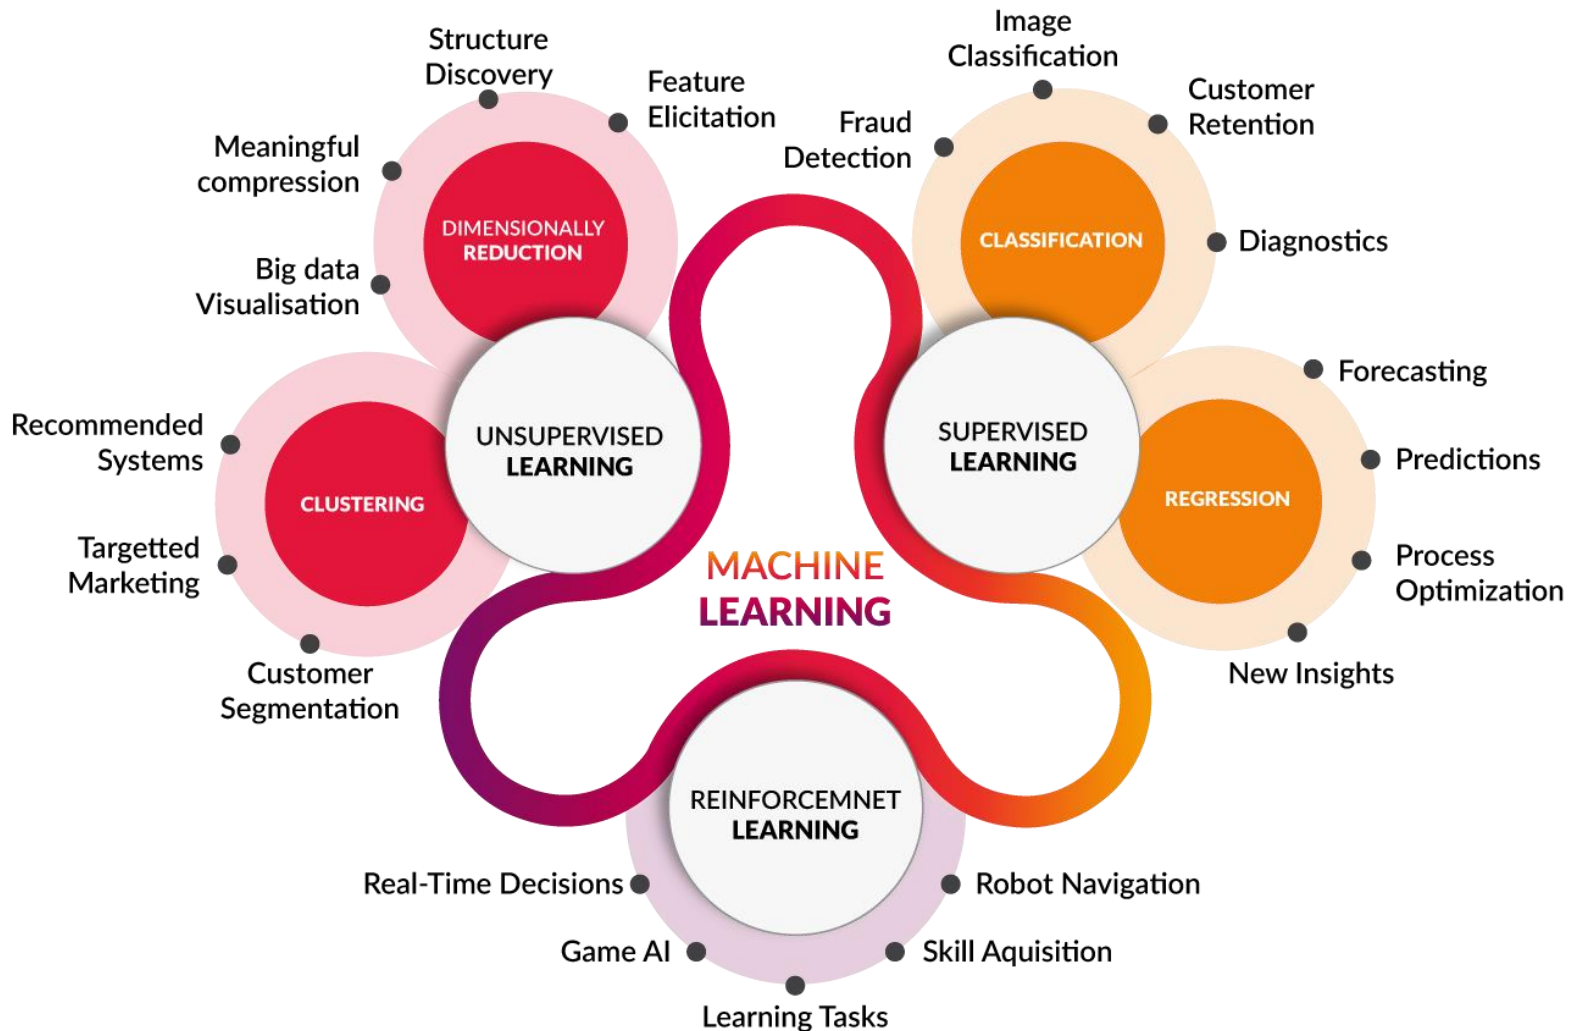 Structure
Discovery
Feature
Elicitation
Meaningful
compression
Big data
Visualisation
DIMENSIONALLY
REDUCTION
Recommended
Systems
Targetted
Marketing
Customer
Segmentation
CLUSTERING
UNSUPERVISED
LEARNING
Image
Classification
Customer
Retention
Fraud
Detection
Diagnostics
CLASSIFICATION
SUPERVISED
LEARNING
Forecasting
Predictions
Process
Optimization
New Insights
REGRESSION
MACHINE
LEARNING
REINFORCEMNET
LEARNING
Real-Time Decisions
Robot Navigation
Game AI
Skill Aquisition
Learning Tasks